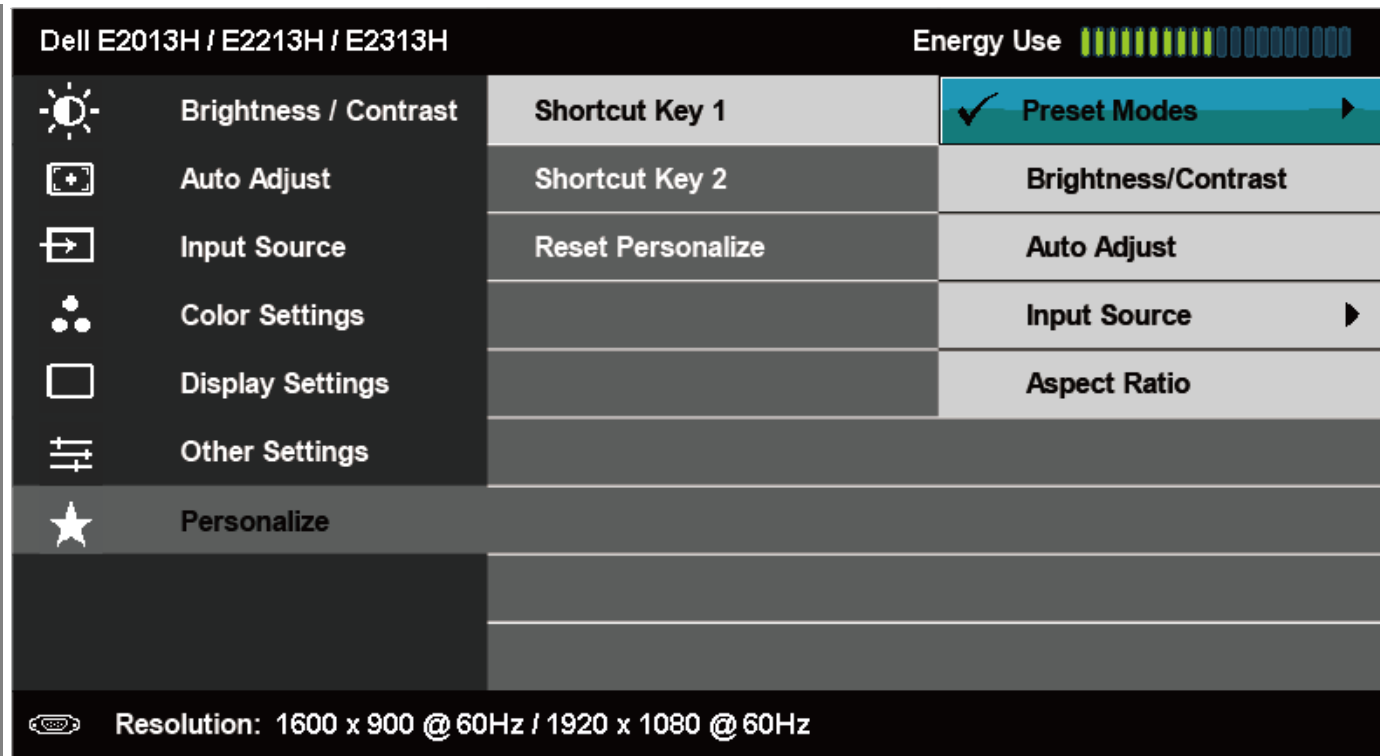 Dell E2013H / E2213H / E2313H Energy Use
Brightness / Contrast Shortcut Key 1 Preset Modes
Auto Adjust Shortcut Key 2 Brightness/Contrast
Input Source Reset Personalize Auto Adjust
Color Settings Input Source
Display Settings Aspect Ratio
Other Settings
Personalize
Resolution: 1600 x 900 @ 60Hz / 1920 x 1080 @ 60Hz